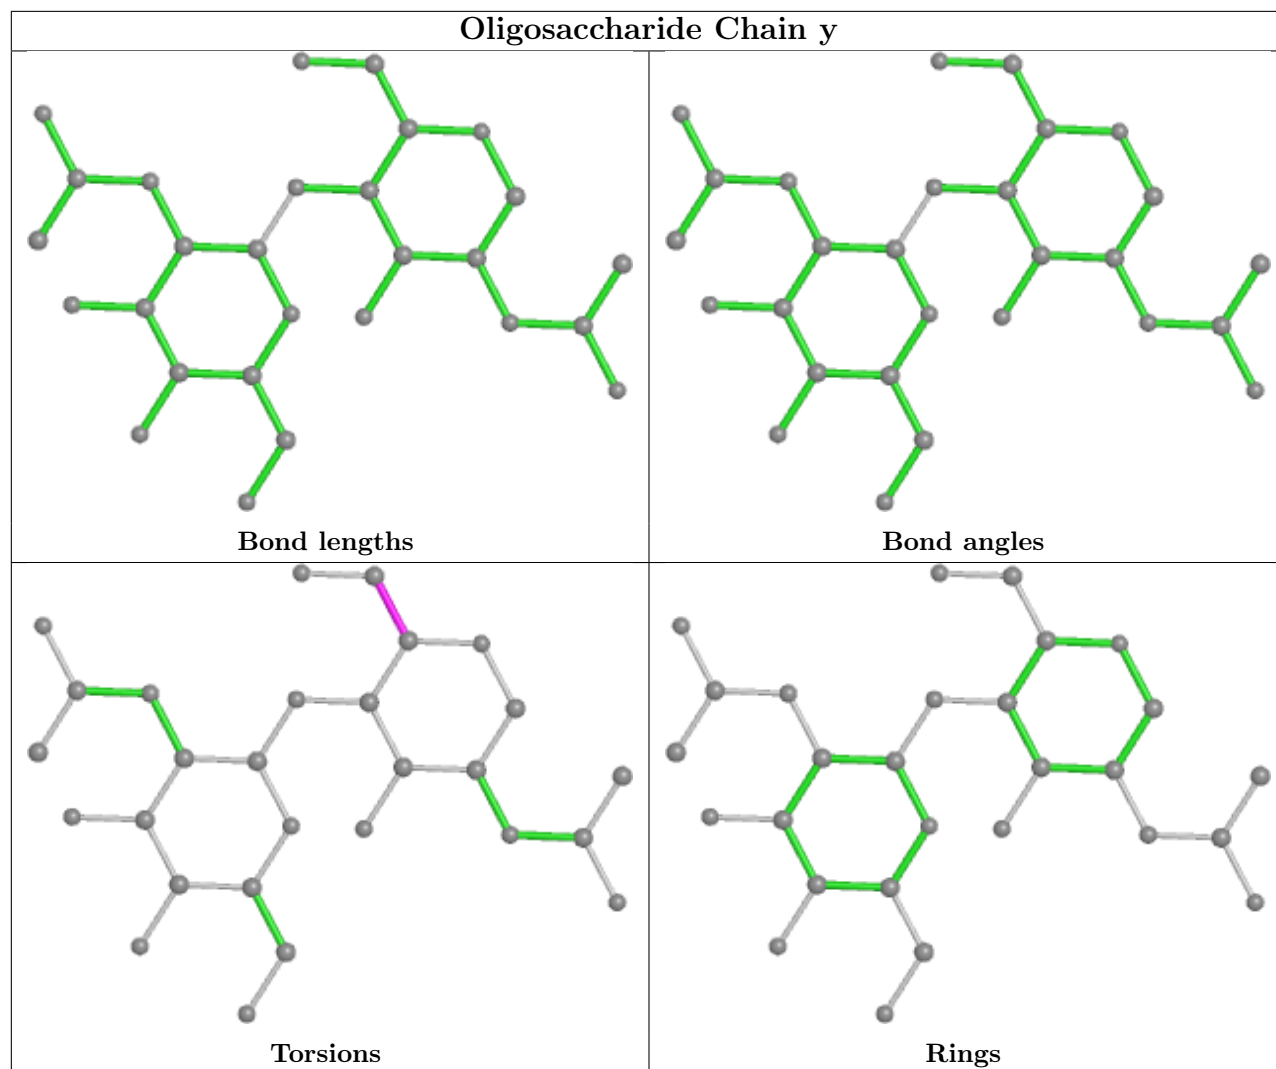 Oligosaccharide Chain y
Bond lengths
Bond angles
Torsions
Rings